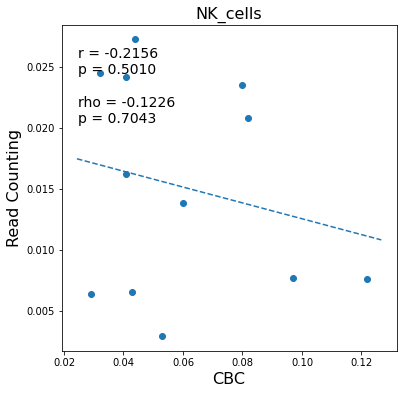 NK_cells
r = -0.2156
p = 0.5010
rho = -0.1226
p = 0.7043
Read Counting
0.025
0.020
0.015
0.010
0.005
0.02 0.04 0.06 0.08 0.10 0.12
CBC